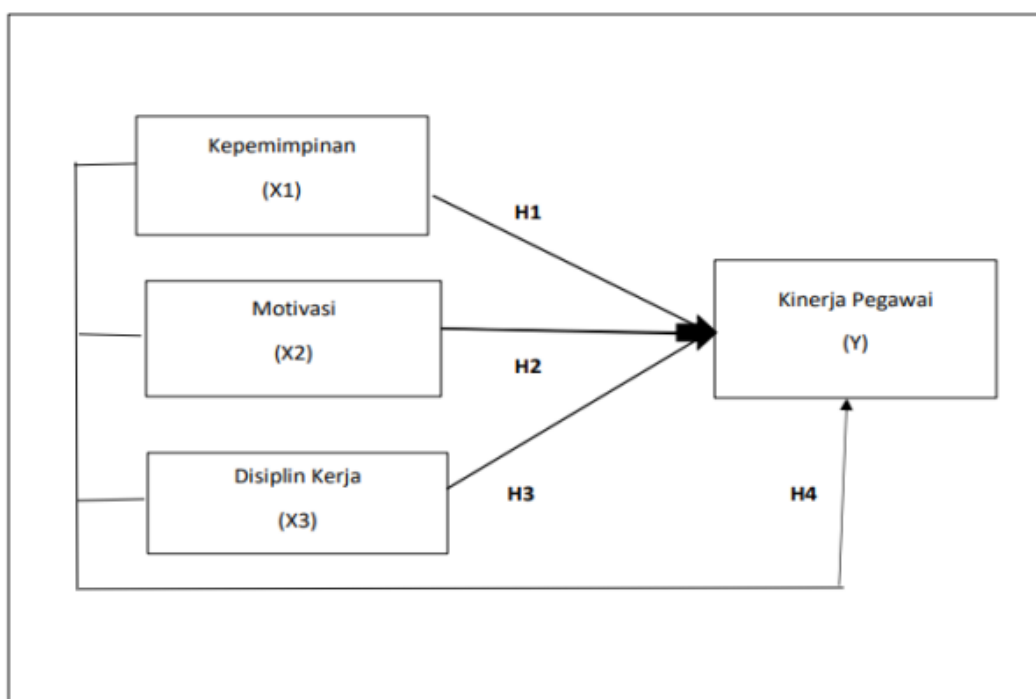 Kepemimpinan
(X1)
H1
Motivasi
(X2)
H2
Kinerja Pegawai
(Y)
Disiplin Kerja
(X3)
H3
H4